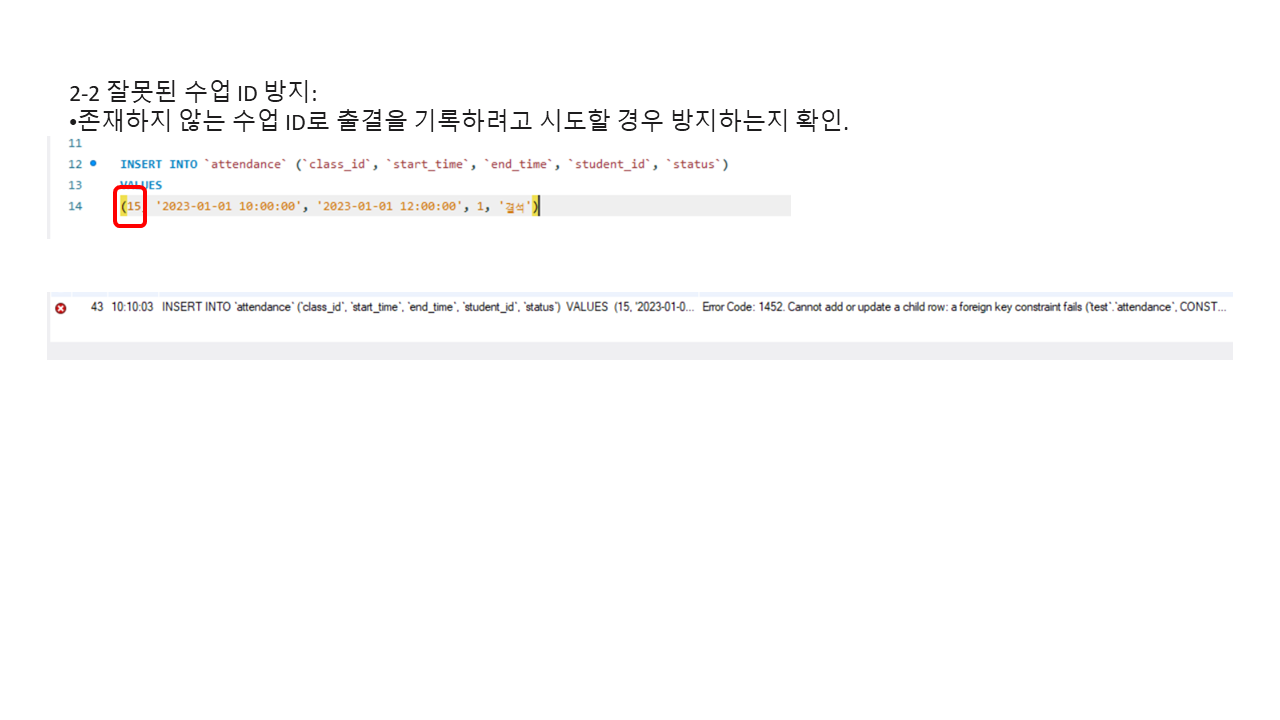 2-2 잘못된 수업 ID 방지:
•존재하지 않는 수업 ID로 출결을 기록하려고 시도할 경우 방지하는지 확인.
11
12 INSERT INTO `attendance` (`class_id`, `start_time`, `end_time`, `student_id`, `status`)
13 VALUES
14 (15, '2023-01-01 10:00:00', '2023-01-01 12:00:00', 1, '결석')
43 10:10:03 INSERT INTO `attendance` (`class_id`, `start_time`, `end_time`, `student_id`, `status`) VALUES (15, '2023-01-0... Error Code: 1452. Cannot add or update a child row: a foreign key constraint fails (`test`.`attendance`, CONST...